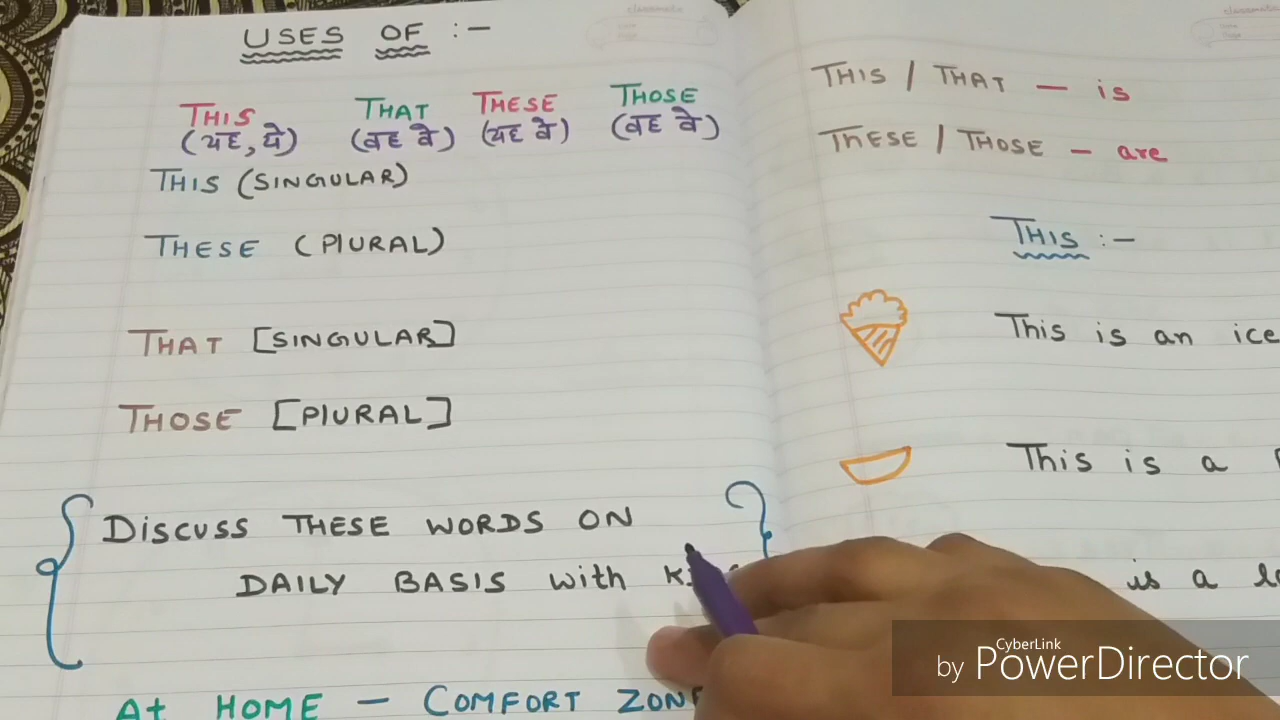 USES OF :-
THIS THAT THESE THOSE
(यह, ये) (वह वे) (यह वे) (वह वे)
THIS (SINGULAR)
THESE (PlURAL)
THAT [SINGULAR]
THOSE [PlURAL]
DISCUSS THESE WORDS ON
DAILY BASIS with
At HOME - COMFORT ZONE
THIS / THAT - is
THESE / THOSE - are
THIS :-
This is an ice
This is a
is a
CyberLink
by PowerDirector